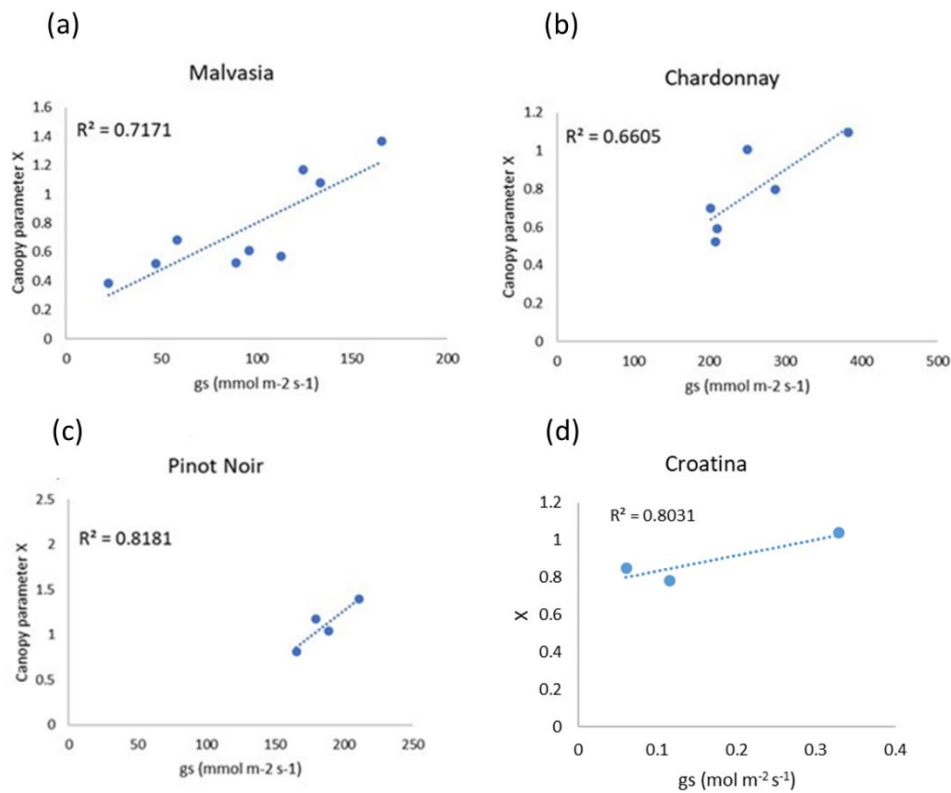 (a)
Malvasia
R² = 0.7171
Canopy parameter X
1.6
1.4
1.2
1
0.8
0.6
0.4
0.2
0
0 50 100 150 200
gs (mmol m-2 s-1)
(b)
Chardonnay
R² = 0.6605
Canopy parameter X
1.2
1
0.8
0.6
0.4
0.2
0
0 100 200 300 400 500
gs (mmol m-2 s-1)
(c)
Pinot Noir
R² = 0.8181
Canopy parameter X
2.5
2
1.5
1
0.5
0
0 50 100 150 200 250
gs (mmol m-2 s-1)
(d)
Croatina
R² = 0.8031
X
1.2
1
0.8
0.6
0.4
0.2
0
0 0.1 0.2 0.3 0.4
gs (mol m⁻² s⁻¹)